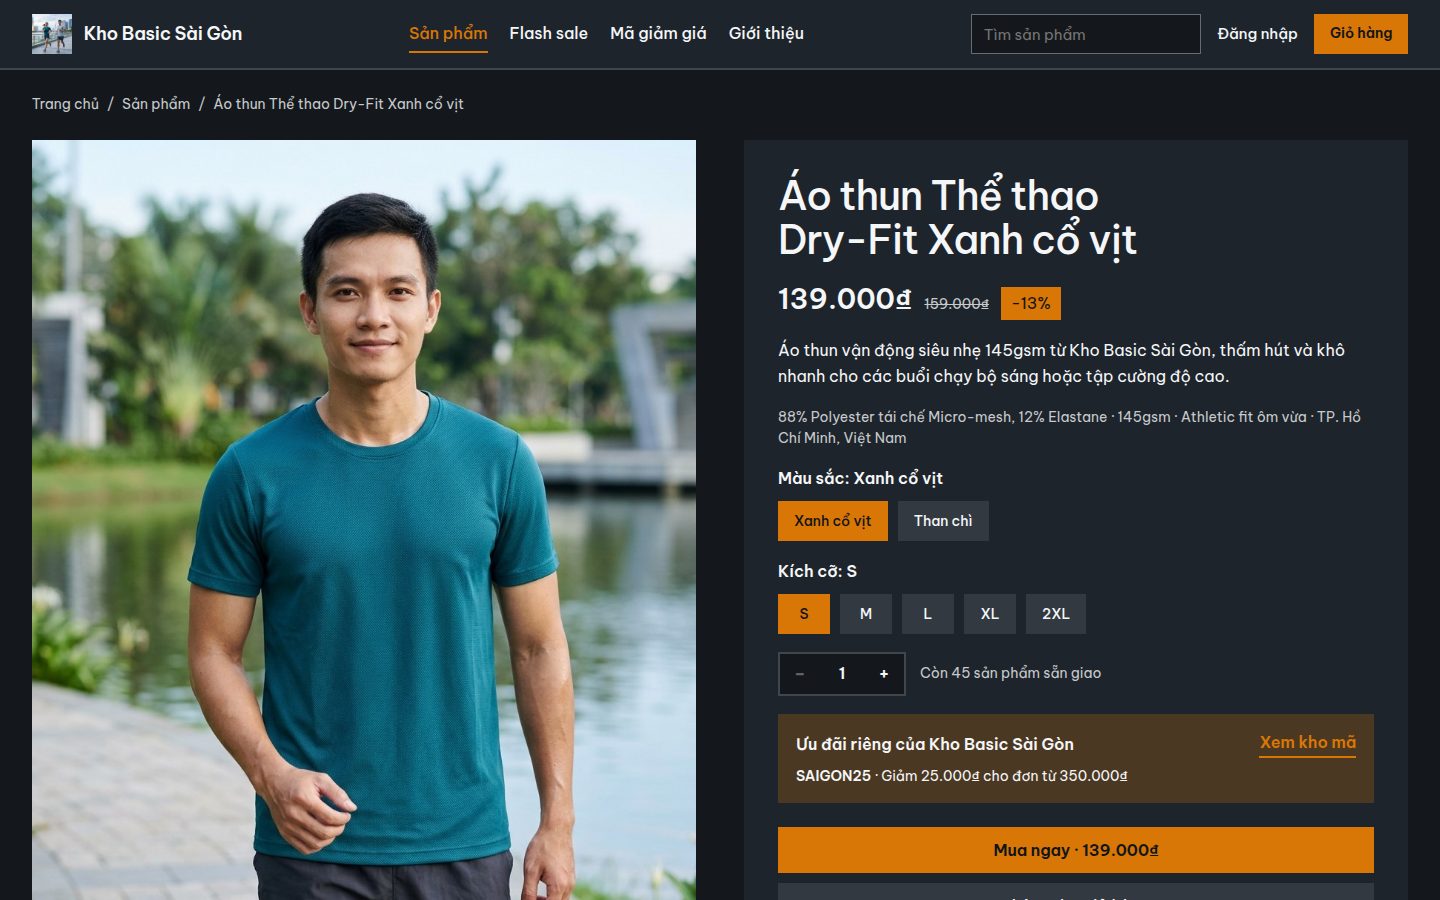 Kho Basic Sài Gòn
Sản phẩm
Flash sale
Mã giảm giá
Giới thiệu
Tìm sản phẩm
Đăng nhập
Giỏ hàng
Trang chủ / Sản phẩm / Áo thun Thể thao Dry-Fit Xanh cổ vịt
Áo thun Thể thao
Dry-Fit Xanh cổ vịt
139.000₫ 159.000₫ -13%
Áo thun vận động siêu nhẹ 145gsm từ Kho Basic Sài Gòn, thấm hút và khô
nhanh cho các buổi chạy bộ sáng hoặc tập cường độ cao.
88% Polyester tái chế Micro-mesh, 12% Elastane · 145gsm · Athletic fit ôm vừa · TP. Hồ
Chí Minh, Việt Nam
Màu sắc: Xanh cổ vịt
Xanh cổ vịt
Than chì
Kích cỡ: S
S
M
L
XL
2XL
− 1 +
Còn 45 sản phẩm sẵn giao
Ưu đãi riêng của Kho Basic Sài Gòn
Xem kho mã
SAIGON25 · Giảm 25.000₫ cho đơn từ 350.000₫
Mua ngay · 139.000₫